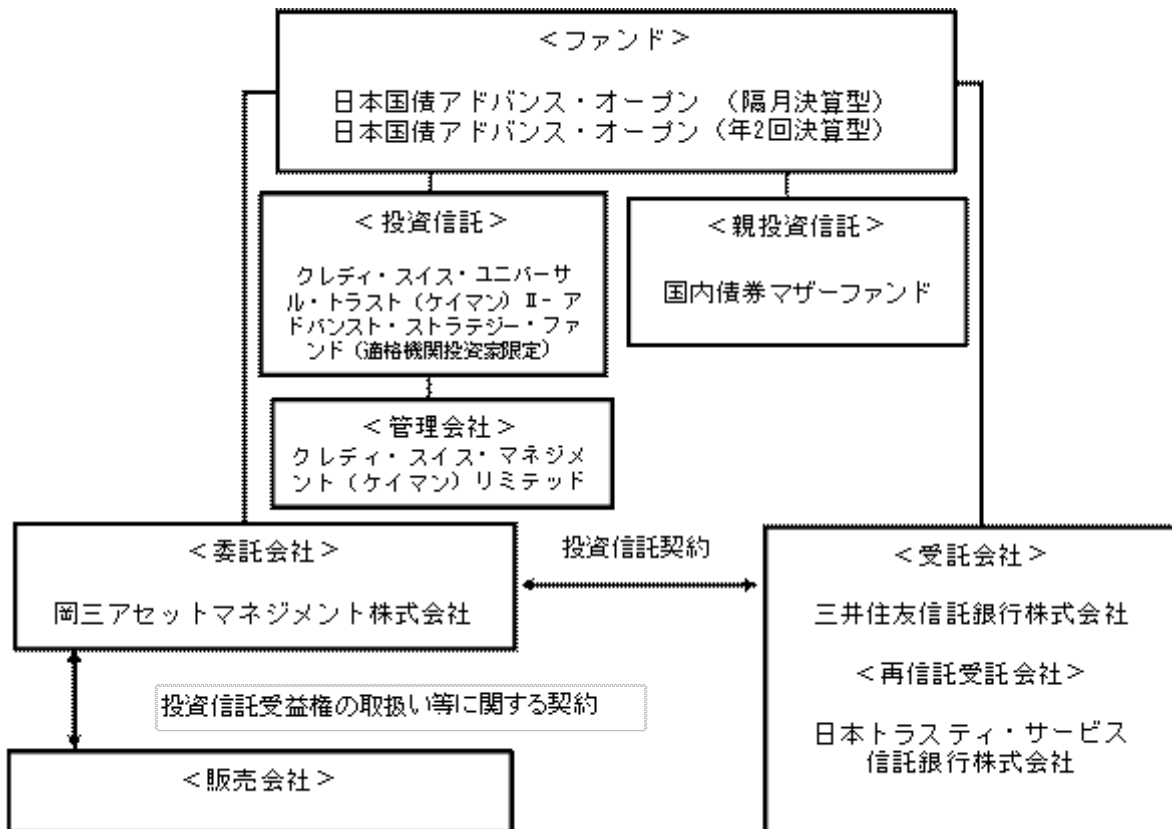 ＜ファンド＞
日本国債アドバンス・オープン （隔月決算型）
日本国債アドバンス・オープン（年2回決算型）
＜投資信託＞
クレディ・スイス・ユニバーサ
ル・トラスト（ケイマン）Ⅱ－ア
ドバンスト・ストラテジー・ファ
ンド（適格機関投資家限定）
＜親投資信託＞
国内債券マザーファンド
＜管理会社＞
クレディ・スイス・マネジメ
ント（ケイマン）リミテッド
＜委託会社＞
岡三アセットマネジメント株式会社
投資信託契約
＜受託会社＞
三井住友信託銀行株式会社
＜再信託受託会社＞
日本トラスティ・サービス
信託銀行株式会社
投資信託受益権の取扱い等に関する契約
＜販売会社＞